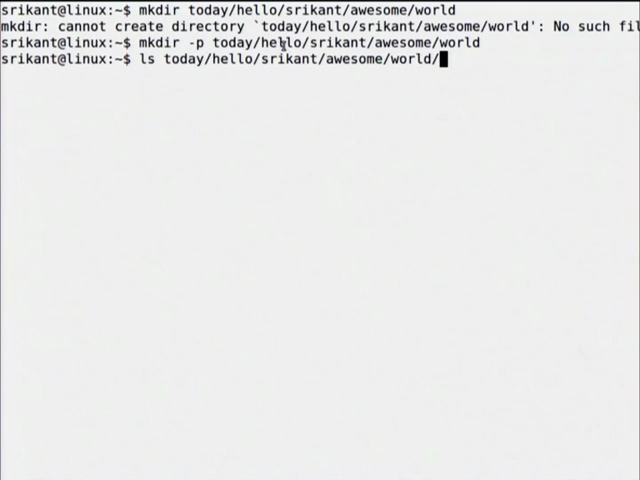 srikant@linux:~$ mkdir today/hello/srikant/awesome/world
mkdir: cannot create directory `today/hello/srikant/awesome/world': No such fil
srikant@linux:~$ mkdir -p today/hello/srikant/awesome/world
srikant@linux:~$ ls today/hello/srikant/awesome/world/